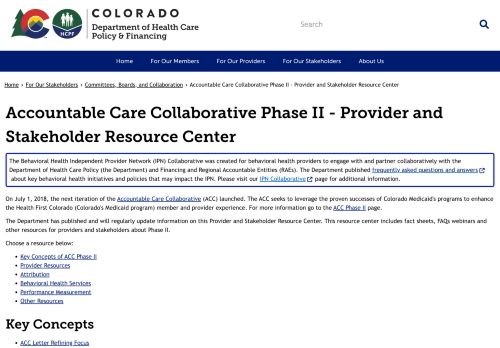 COLORADO
Department of Health Care
Policy & Financing
HCPF
Search
Home
For Our Members
For Our Providers
For Our Stakeholders
About Us
Home › For Our Stakeholders › Committees, Boards, and Collaboration › Accountable Care Collaborative Phase II - Provider and Stakeholder Resource Center
Accountable Care Collaborative Phase II - Provider and
Stakeholder Resource Center
The Behavioral Health Independent Provider Network (IPN) Collaborative was created for behavioral health providers to engage with and partner collaboratively with the
Department of Health Care Policy (the Department) and Financing and Regional Accountable Entities (RAEs). The Department published frequently asked questions and answers
about key behavioral health initiatives and policies that may impact the IPN. Please visit our IPN Collaborative page for additional information.
On July 1, 2018, the next iteration of the Accountable Care Collaborative (ACC) launched. The ACC seeks to leverage the proven successes of Colorado Medicaid's programs to enhance
the Health First Colorado (Colorado's Medicaid program) member and provider experience. For more information go to the ACC Phase II page.
The Department has published and will regularly update information on this Provider and Stakeholder Resource Center. This resource center includes fact sheets, FAQs webinars and
other resources for providers and stakeholders about Phase II.
Choose a resource below:
Key Concepts of ACC Phase II
Provider Resources
Attribution
Behavioral Health Services
Performance Measurement
Other Resources
Key Concepts
ACC Letter Refining Focus